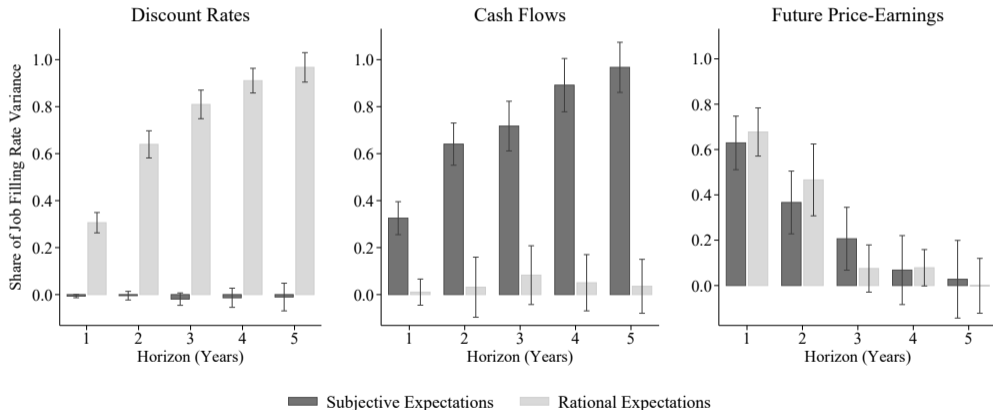 Discount Rates
Cash Flows
Future Price-Earnings
Share of Job Filling Rate Variance
1.0
0.8
0.6
0.4
0.2
0.0
1 2 3 4 5
Horizon (Years)
1.0
0.8
0.6
0.4
0.2
0.0
1 2 3 4 5
Horizon (Years)
1.0
0.8
0.6
0.4
0.2
0.0
1 2 3 4 5
Horizon (Years)
Subjective Expectations
Rational Expectations